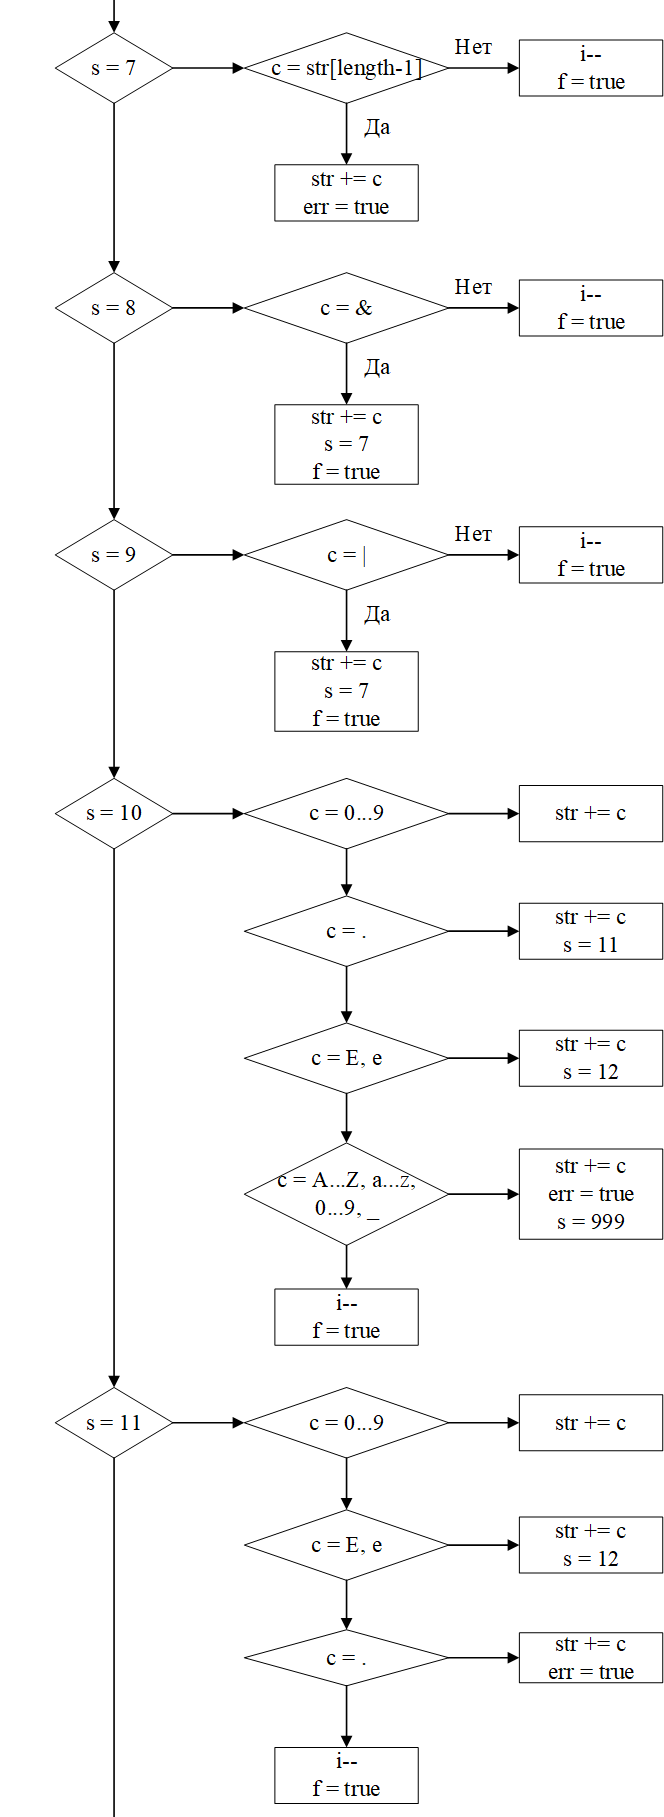 s = 7
c = str[length-1]
Нет
i--
f = true
Да
str += c
err = true
s = 8
c = &
Нет
i--
f = true
Да
str += c
s = 7
f = true
s = 9
c = |
Нет
i--
f = true
Да
str += c
s = 7
f = true
s = 10
c = 0...9
str += c
c = .
str += c
s = 11
c = E, e
str += c
s = 12
c = A...Z, a...z,
0...9, _
str += c
err = true
s = 999
i--
f = true
s = 11
c = 0...9
str += c
c = E, e
str += c
s = 12
c = .
str += c
err = true
i--
f = true